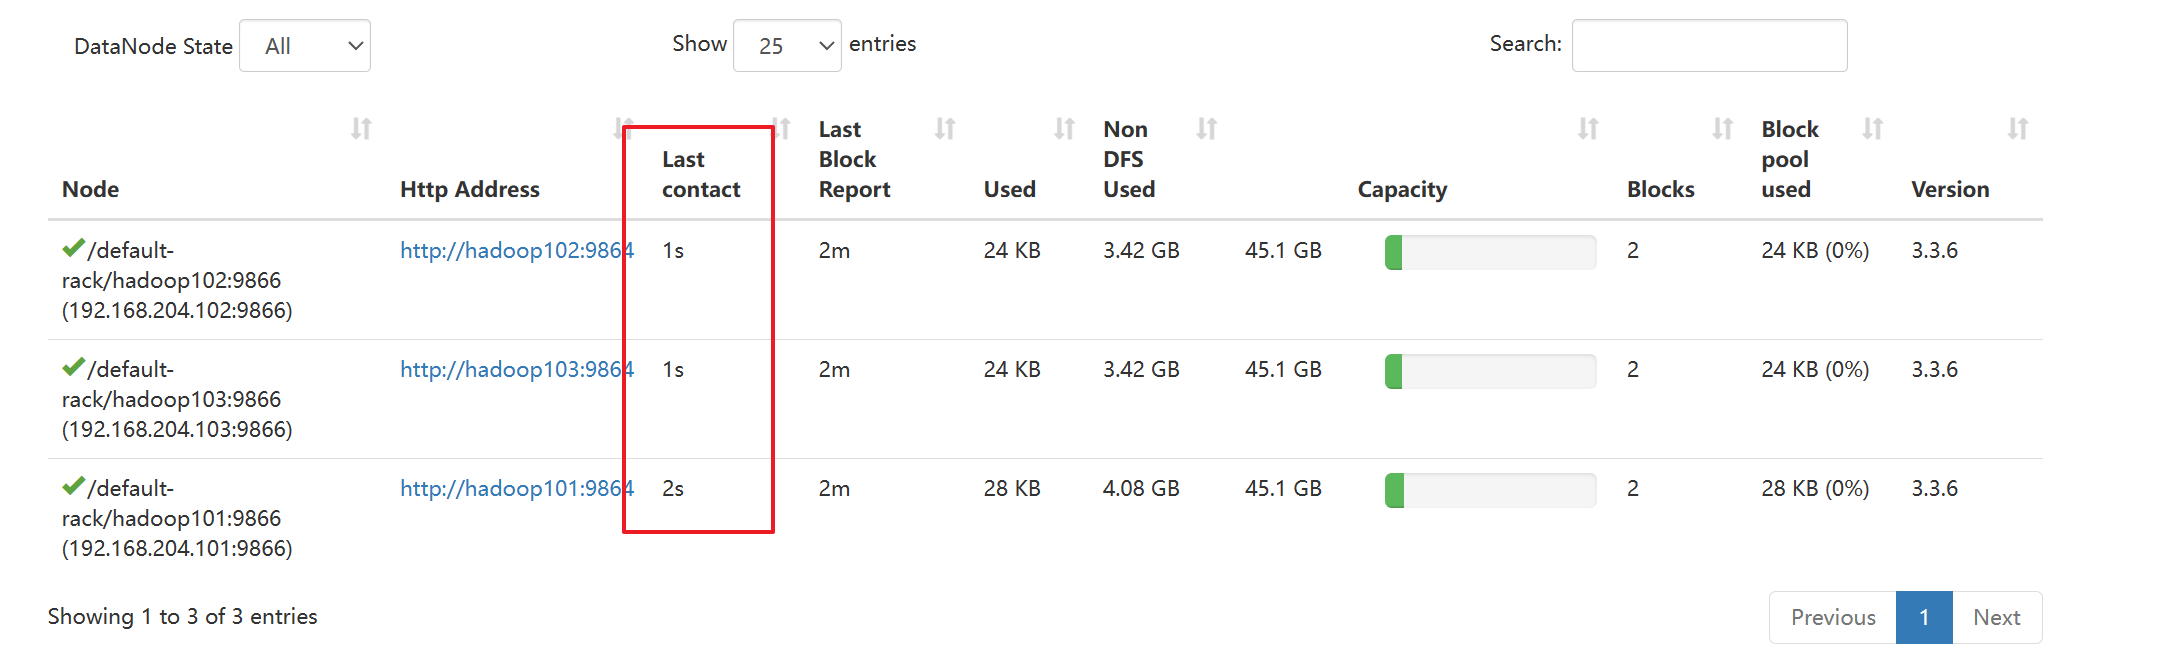 DataNode State All Show 25 entries Search:
Node Http Address Last contact Last Block Report Used Non DFS Used Capacity Blocks Block pool used Version
/default-rack/hadoop102:9866 (192.168.204.102:9866) http://hadoop102:9864 1s 2m 24 KB 3.42 GB 45.1 GB 2 24 KB (0%) 3.3.6
/default-rack/hadoop103:9866 (192.168.204.103:9866) http://hadoop103:9864 1s 2m 24 KB 3.42 GB 45.1 GB 2 24 KB (0%) 3.3.6
/default-rack/hadoop101:9866 (192.168.204.101:9866) http://hadoop101:9864 2s 2m 28 KB 4.08 GB 45.1 GB 2 28 KB (0%) 3.3.6
Showing 1 to 3 of 3 entries Previous 1 Next